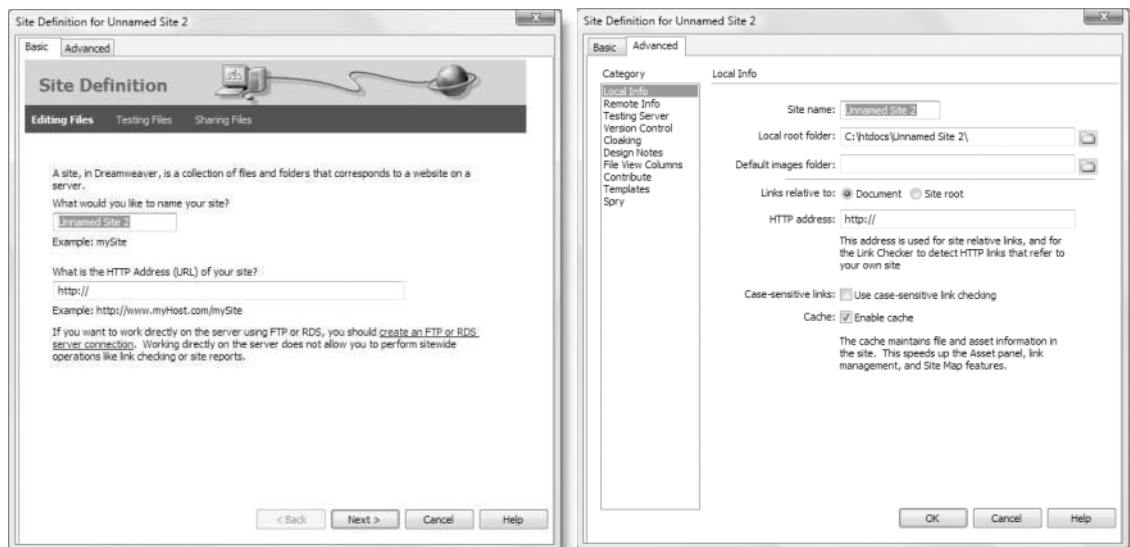 Site Definition for Unnamed Site 2
Basic Advanced
Site Definition
Editing Files Testing Files Sharing Files
A site, in Dreamweaver, is a collection of files and folders that corresponds to a website on a
server.
What would you like to name your site?
Unnamed Site 2
Example: mySite
What is the HTTP Address (URL) of your site?
http://
Example: http://www.myHost.com/mySite
If you want to work directly on the server using FTP or RDS, you should create an FTP or RDS
server connection. Working directly on the server does not allow you to perform sitewide
operations like link checking or site reports.
< Back Next > Cancel Help
Site Definition for Unnamed Site 2
Basic Advanced
Category
Local Info
Remote Info
Testing Server
Version Control
Cloaking
Design Notes
File View Columns
Contribute
Templates
Spry
Local Info
Site name: Unnamed Site 2
Local root folder: C:\htdocs\Unnamed Site 2\
Default images folder:
Links relative to: Document Site root
HTTP address: http://
This address is used for site relative links, and for
the Link Checker to detect HTTP links that refer to
your own site
Case-sensitive links: Use case-sensitive link checking
Cache: Enable cache
The cache maintains file and asset information in
the site. This speeds up the Asset panel, link
management, and Site Map features.
OK Cancel Help